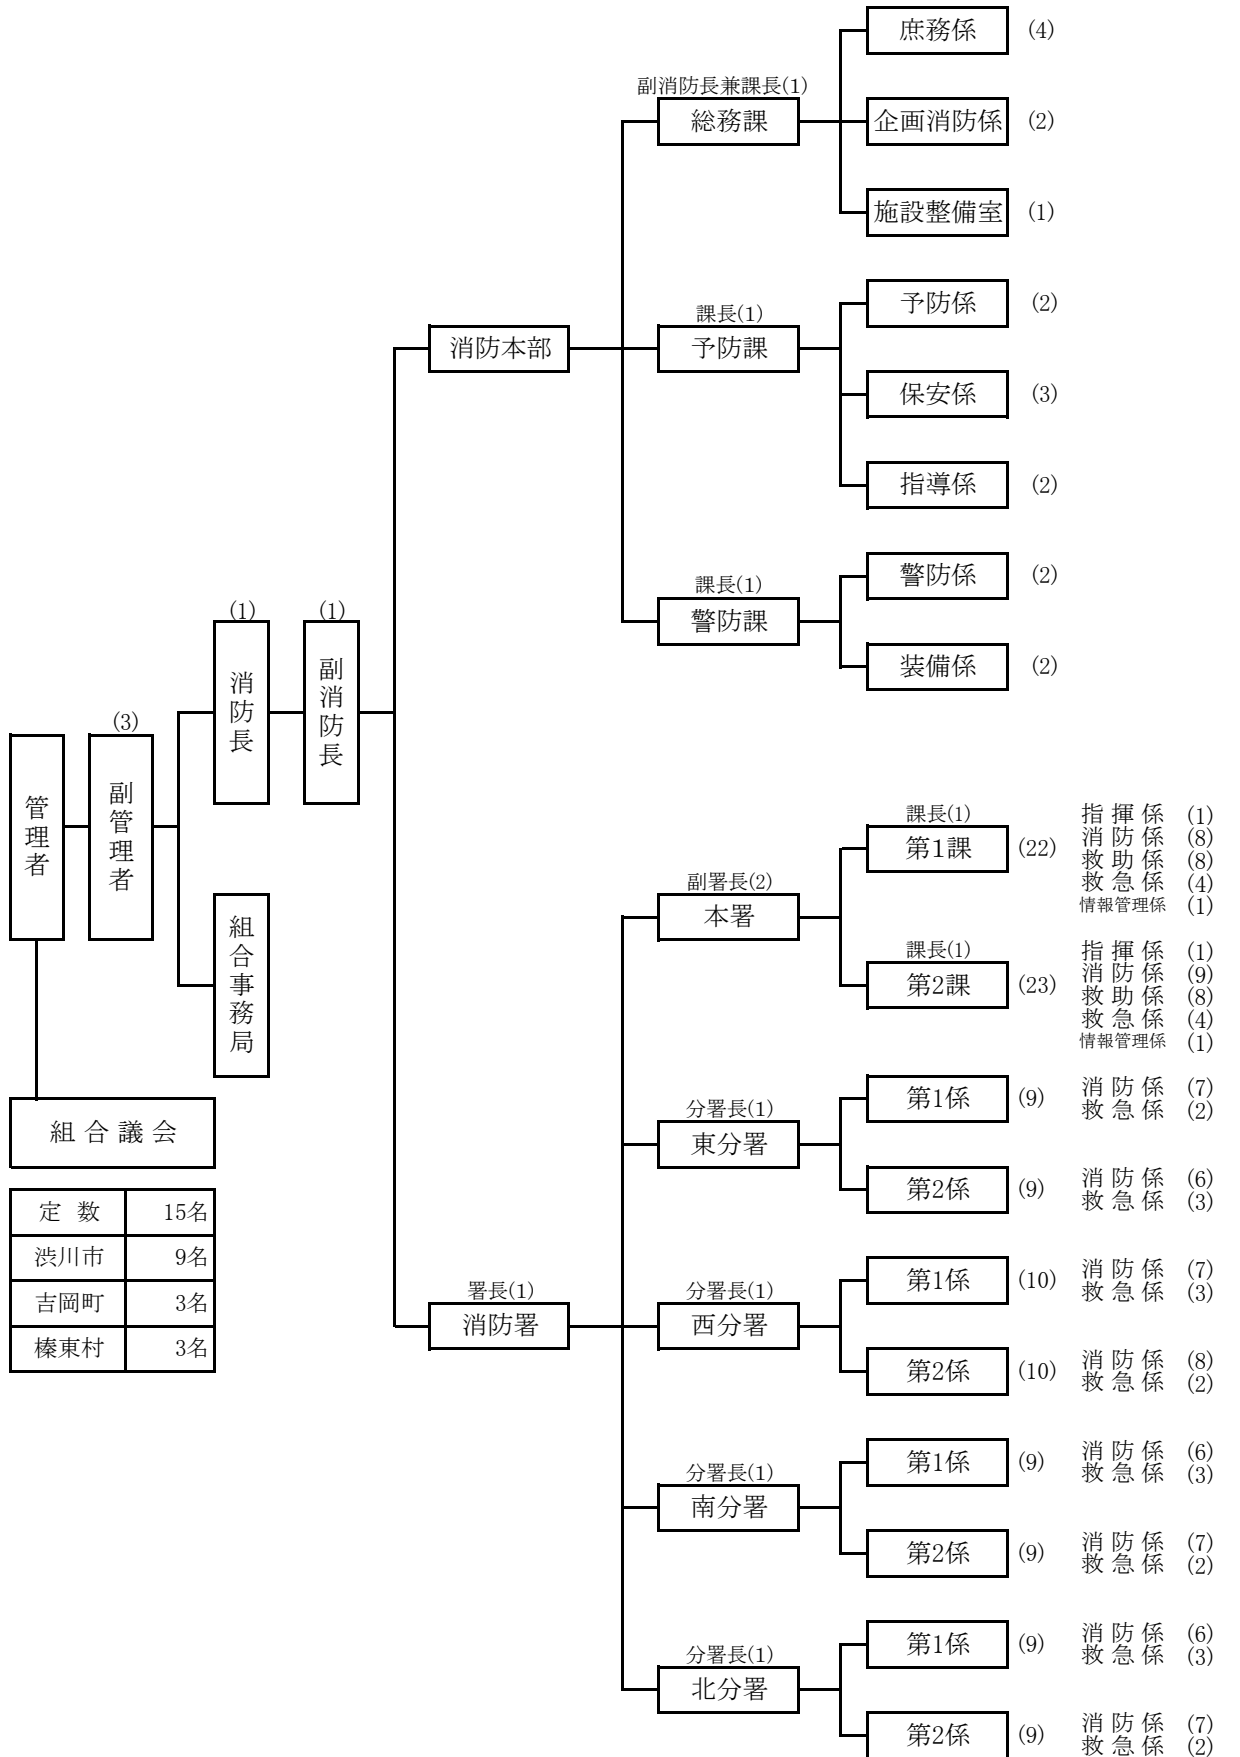 庶務係 (4)
副消防長兼課長(1)
総務課
企画消防係 (2)
施設整備室 (1)
予防係 (2)
課長(1)
消防本部
予防課
保安係 (3)
指導係 (2)
警防係 (2)
課長(1)
警防課
装備係 (2)
(1)
消防長
(1)
副消防長
(3)
副管理者
管理者
組合事務局
組合議会
定数 15名
渋川市 9名
吉岡町 3名
榛東村 3名
署長(1)
消防署
副署長(2)
本署
課長(1)
第1課 (22)
指揮係 (1)
消防係 (8)
救助係 (8)
救急係 (4)
情報管理係 (1)
課長(1)
第2課 (23)
指揮係 (1)
消防係 (9)
救助係 (8)
救急係 (4)
情報管理係 (1)
分署長(1)
東分署
第1係 (9)
消防係 (7)
救急係 (2)
第2係 (9)
消防係 (6)
救急係 (3)
分署長(1)
西分署
第1係 (10)
消防係 (7)
救急係 (3)
第2係 (10)
消防係 (8)
救急係 (2)
分署長(1)
南分署
第1係 (9)
消防係 (6)
救急係 (3)
第2係 (9)
消防係 (7)
救急係 (2)
分署長(1)
北分署
第1係 (9)
消防係 (6)
救急係 (3)
第2係 (9)
消防係 (7)
救急係 (2)